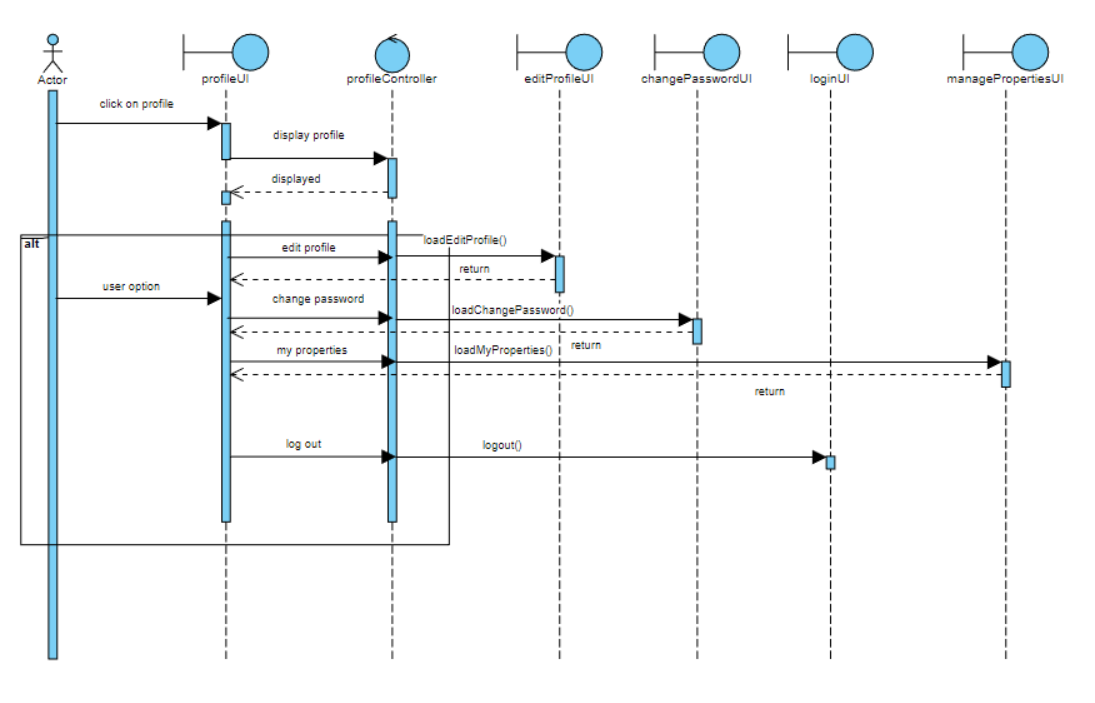 Actor
profileUI
profileController
editProfileUI
changePasswordUI
loginUI
managePropertiesUI
click on profile
display profile
displayed
alt
edit profile
loadEditProfile()
return
user option
change password
loadChangePassword()
return
my properties
loadMyProperties()
return
log out
logout()